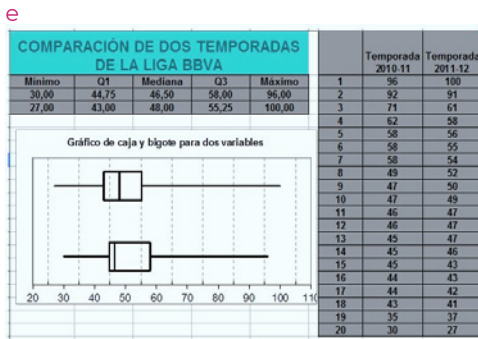 e
COMPARACIÓN DE DOS TEMPORADAS
DE LA LIGA BBVA
Mínimo Q1 Mediana Q3 Máximo
30,00 44,75 46,50 58,00 96,00
27,00 43,00 48,00 55,25 100,00
Gráfico de caja y bigote para dos variables
20 30 40 50 60 70 80 90 100 110
Temporada 2010-11 Temporada 2011-12
1 96 100
2 92 91
3 71 61
4 62 58
5 58 56
6 58 55
7 58 54
8 49 52
9 47 50
10 47 49
11 46 47
12 46 47
13 45 47
14 45 46
15 45 43
16 44 43
17 44 42
18 43 41
19 35 37
20 30 27